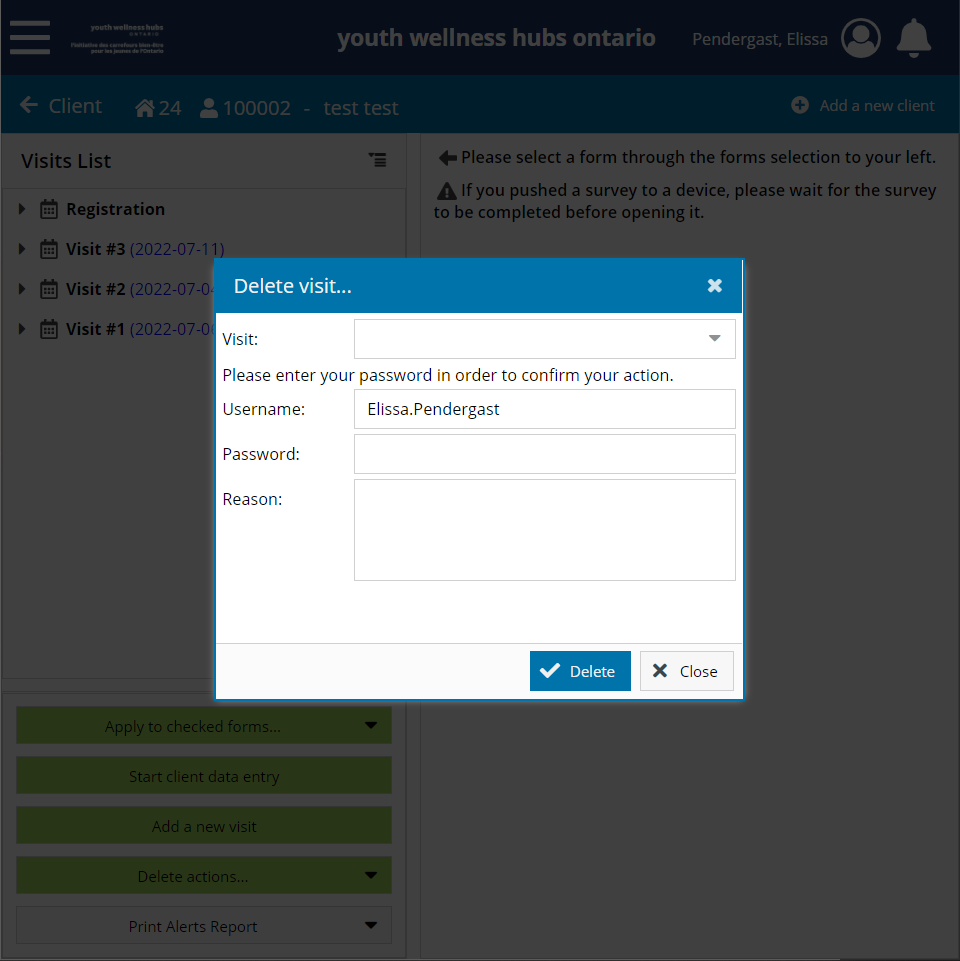 youth wellness hubs
ONTARIO
l'initiative des carrefours bien-être
pour les jeunes de l'Ontario
youth wellness hubs ontario
Pendergast, Elissa
Client
24
100002 - test test
Add a new client
Visits List
Registration
Visit #3 (2022-07-11)
Visit #2 (2022-07-0
Visit #1 (2022-07-0
Please select a form through the forms selection to your left.
If you pushed a survey to a device, please wait for the survey
to be completed before opening it.
Delete visit...
Visit:
Please enter your password in order to confirm your action.
Username:
Elissa.Pendergast
Password:
Reason:
Delete
Close
Apply to checked forms...
Start client data entry
Add a new visit
Delete actions...
Print Alerts Report